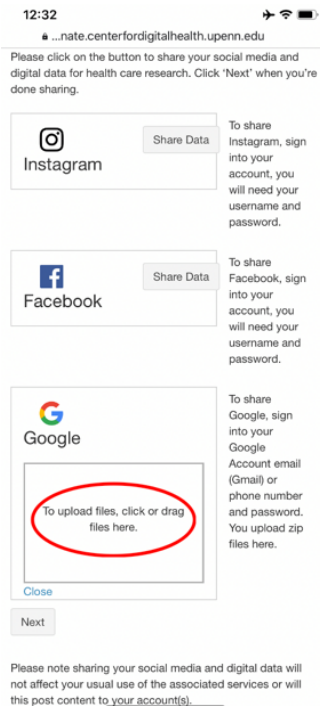 12:32
...nate.centerfordigitalhealth.upenn.edu
Please click on the button to share your social media and
digital data for health care research. Click ‘Next’ when you’re
done sharing.
Instagram
Share Data
To share
Instagram, sign
into your
account, you
will need your
username and
password.
Facebook
Share Data
To share
Facebook, sign
into your
account, you
will need your
username and
password.
Google
To upload files, click or drag
files here.
Close
To share
Google, sign
into your
Google
Account email
(Gmail) or
phone number
and password.
You upload zip
files here.
Next
Please note sharing your social media and digital data will
not affect your usual use of the associated services or will
this post content to your account(s).